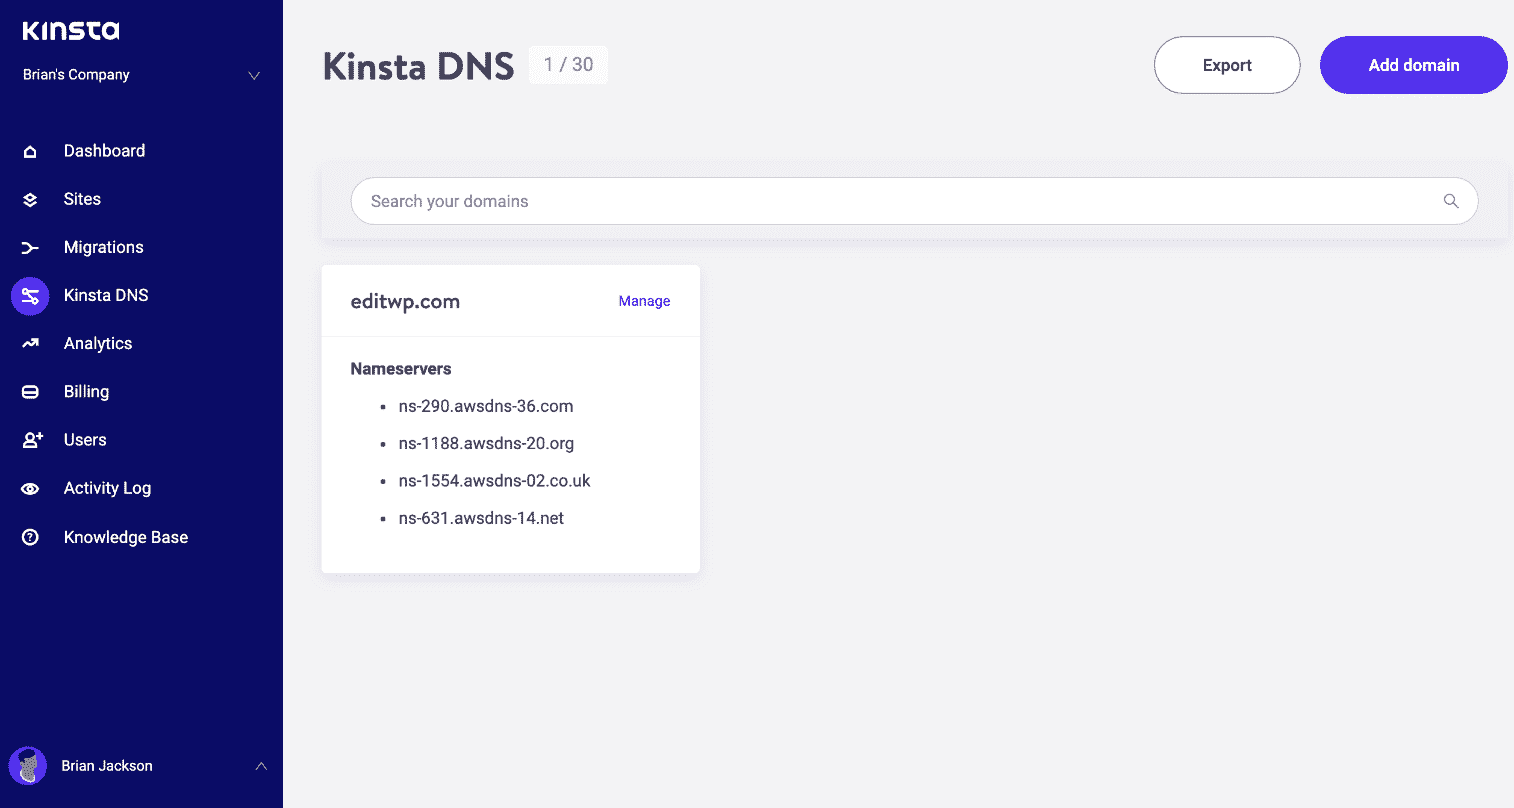 KINSTA
Brian's Company
Dashboard
Sites
Migrations
Kinsta DNS
Analytics
Billing
Users
Activity Log
Knowledge Base
Brian Jackson
Kinsta DNS 1 / 30
Export
Add domain
Search your domains
editwp.com Manage
Nameservers
• ns-290.awsdns-36.com
• ns-1188.awsdns-20.org
• ns-1554.awsdns-02.co.uk
• ns-631.awsdns-14.net